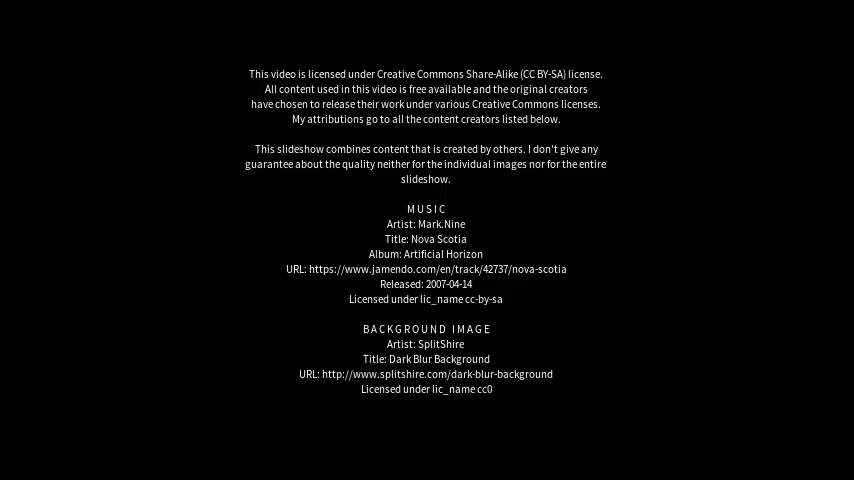 This video is licensed under Creative Commons Share-Alike (CC BY-SA) license.
All content used in this video is free available and the original creators
have chosen to release their work under various Creative Commons licenses.
My attributions go to all the content creators listed below.
This slideshow combines content that is created by others. I don't give any
guarantee about the quality neither for the individual images nor for the entire
slideshow.
MUSIC
Artist: Mark.Nine
Title: Nova Scotia
Album: Artificial Horizon
URL: https://www.jamendo.com/en/track/42737/nova-scotia
Released: 2007-04-14
Licensed under lic_name cc-by-sa
BACKGROUND IMAGE
Artist: SplitShire
Title: Dark Blur Background
URL: http://www.splitshire.com/dark-blur-background
Licensed under lic_name cc0